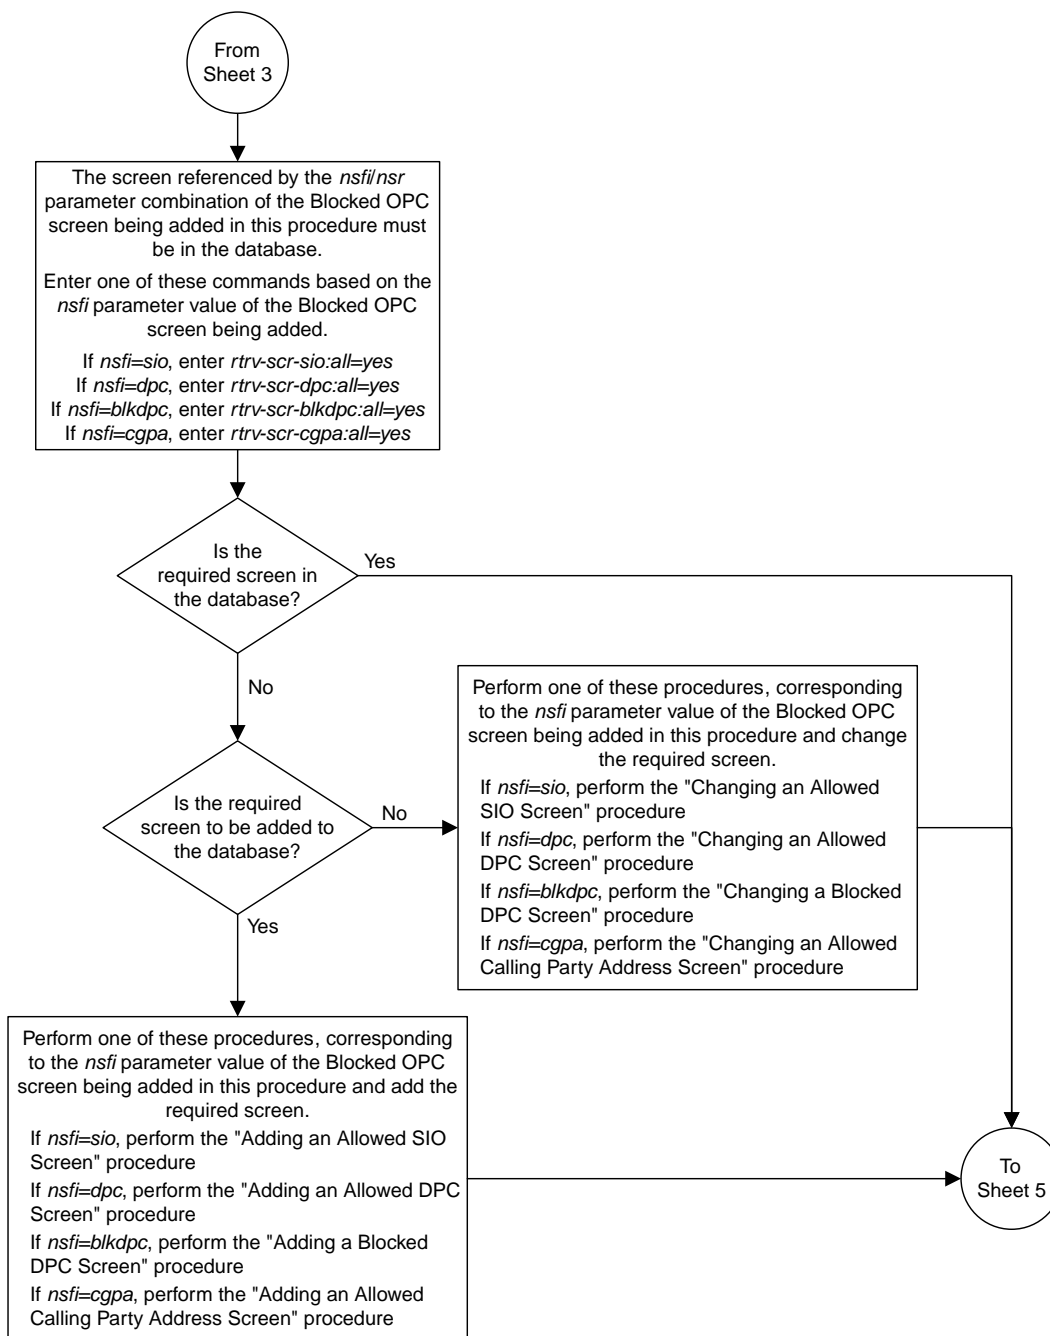 From
Sheet 3
The screen referenced by the nsfi/nsr
parameter combination of the Blocked OPC
screen being added in this procedure must
be in the database.
Enter one of these commands based on the
nsfi parameter value of the Blocked OPC
screen being added.
If nsfi=sio, enter rtrv-scr-sio:all=yes
If nsfi=dpc, enter rtrv-scr-dpc:all=yes
If nsfi=blkdpc, enter rtrv-scr-blkdpc:all=yes
If nsfi=cgpa, enter rtrv-scr-cgpa:all=yes
Is the
required screen in
the database?
Yes
No
Is the required
screen to be added to
the database?
No
Yes
Perform one of these procedures, corresponding
to the nsfi parameter value of the Blocked OPC
screen being added in this procedure and change
the required screen.
If nsfi=sio, perform the "Changing an Allowed
SIO Screen" procedure
If nsfi=dpc, perform the "Changing an Allowed
DPC Screen" procedure
If nsfi=blkdpc, perform the "Changing a Blocked
DPC Screen" procedure
If nsfi=cgpa, perform the "Changing an Allowed
Calling Party Address Screen" procedure
Perform one of these procedures, corresponding
to the nsfi parameter value of the Blocked OPC
screen being added in this procedure and add the
required screen.
If nsfi=sio, perform the "Adding an Allowed SIO
Screen" procedure
If nsfi=dpc, perform the "Adding an Allowed DPC
Screen" procedure
If nsfi=blkdpc, perform the "Adding a Blocked
DPC Screen" procedure
If nsfi=cgpa, perform the "Adding an Allowed
Calling Party Address Screen" procedure
To
Sheet 5